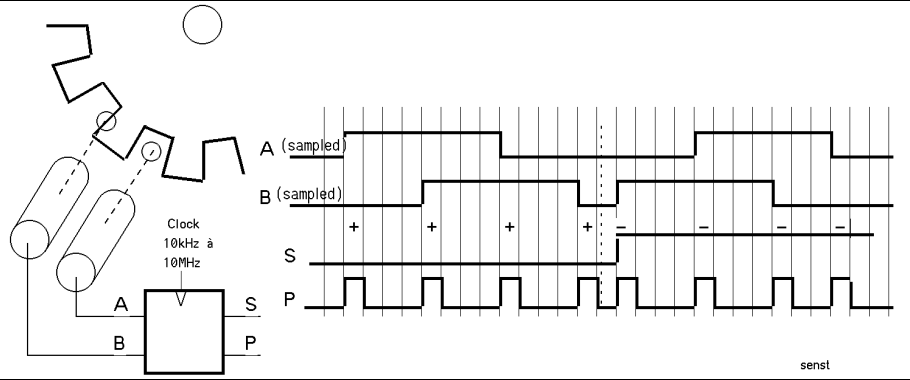 A (sampled)
B (sampled)
+ + + + − − − −
S
P
Clock
10kHz à
10MHz
A S
B P
senst